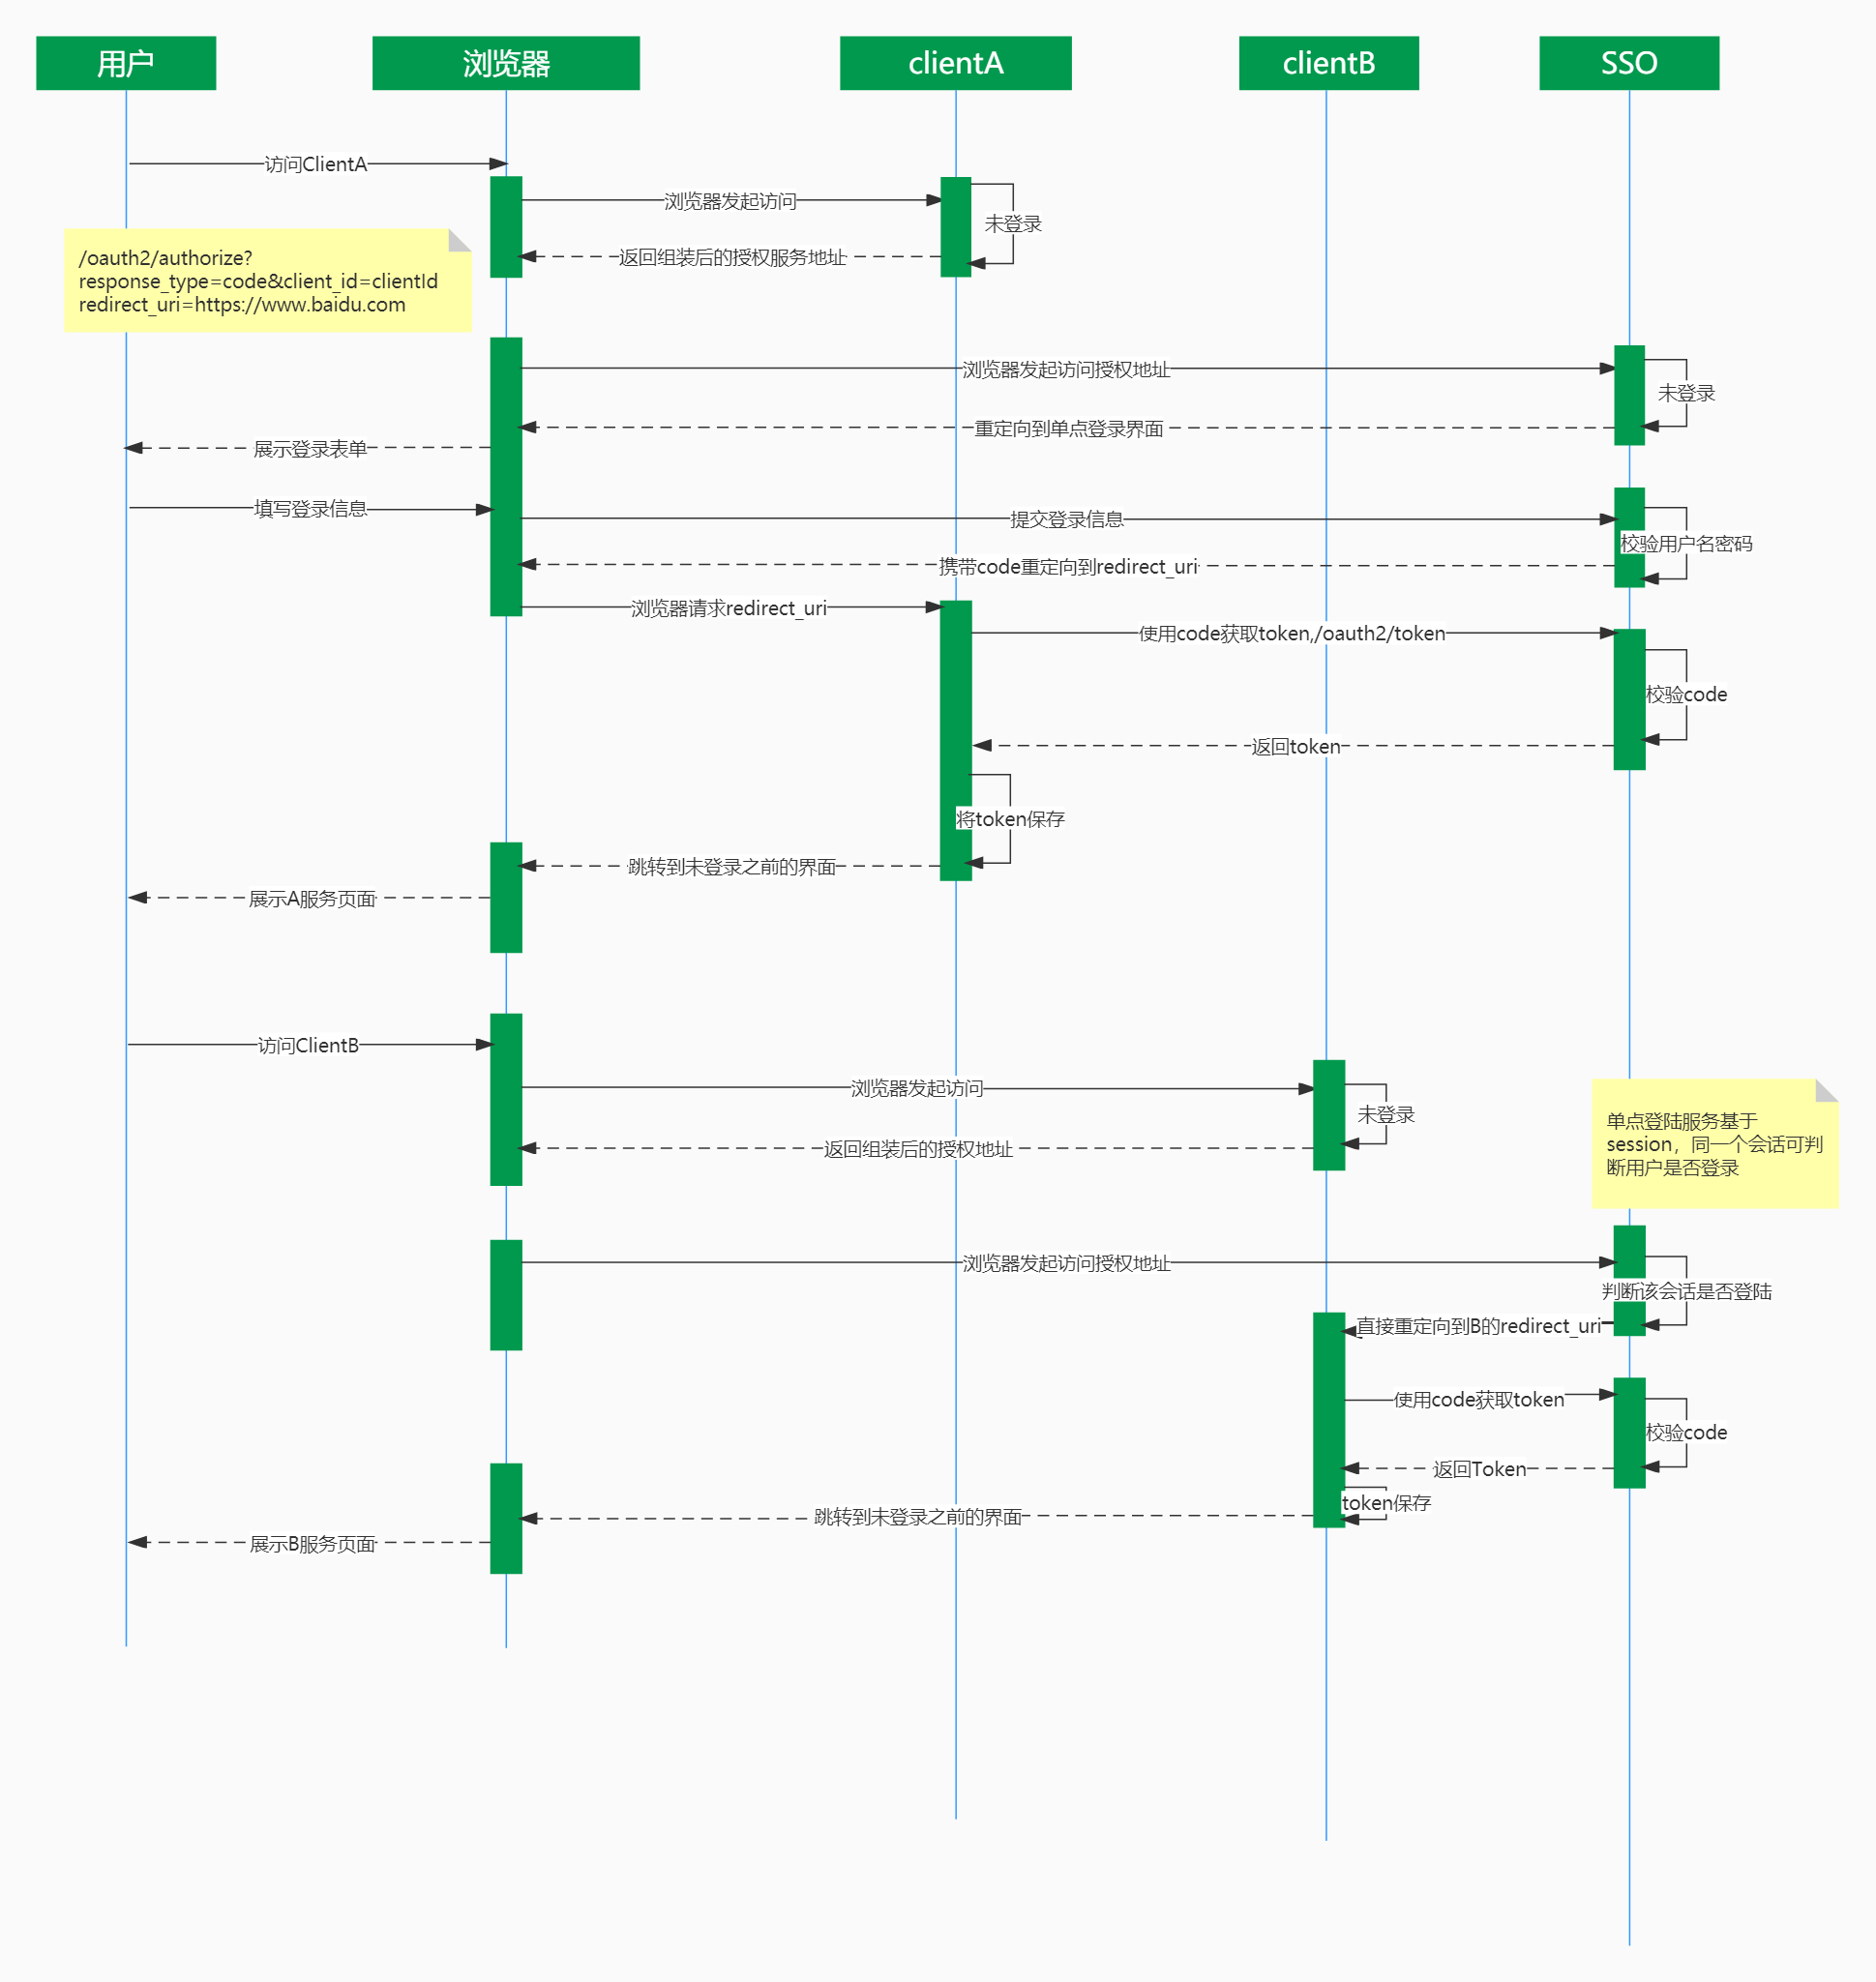 用户
浏览器
clientA
clientB
SSO
访问ClientA
浏览器发起访问
未登录
返回组装后的授权服务地址
/oauth2/authorize?
response_type=code&client_id=clientId
redirect_uri=https://www.baidu.com
浏览器发起访问授权地址
未登录
重定向到单点登录界面
展示登录表单
填写登录信息
提交登录信息
校验用户名密码
携带code重定向到redirect_uri
浏览器请求redirect_uri
使用code获取token,/oauth2/token
校验code
返回token
将token保存
跳转到未登录之前的界面
展示A服务页面
访问ClientB
浏览器发起访问
未登录
返回组装后的授权地址
单点登陆服务基于
session，同一个会话可判
断用户是否登录
浏览器发起访问授权地址
判断该会话是否登陆
直接重定向到B的redirect_uri
使用code获取token
校验code
返回Token
token保存
跳转到未登录之前的界面
展示B服务页面